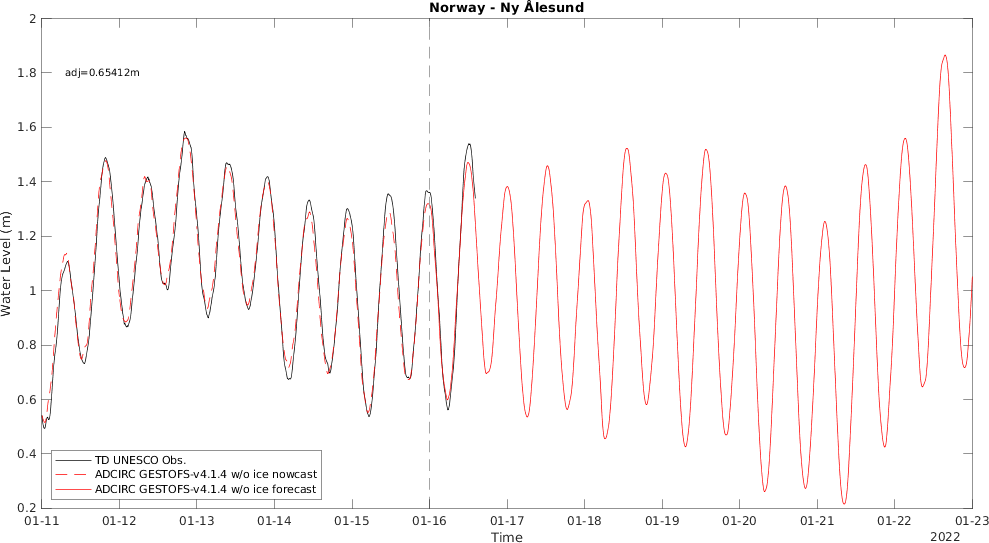 Norway - Ny Ålesund
adj=0.65412m
Water Level (m)
2
1.8
1.6
1.4
1.2
1
0.8
0.6
0.4
0.2
TD UNESCO Obs.
ADCIRC GESTOFS-v4.1.4 w/o ice nowcast
ADCIRC GESTOFS-v4.1.4 w/o ice forecast
01-11 01-12 01-13 01-14 01-15 01-16 01-17 01-18 01-19 01-20 01-21 01-22 01-23
Time
2022